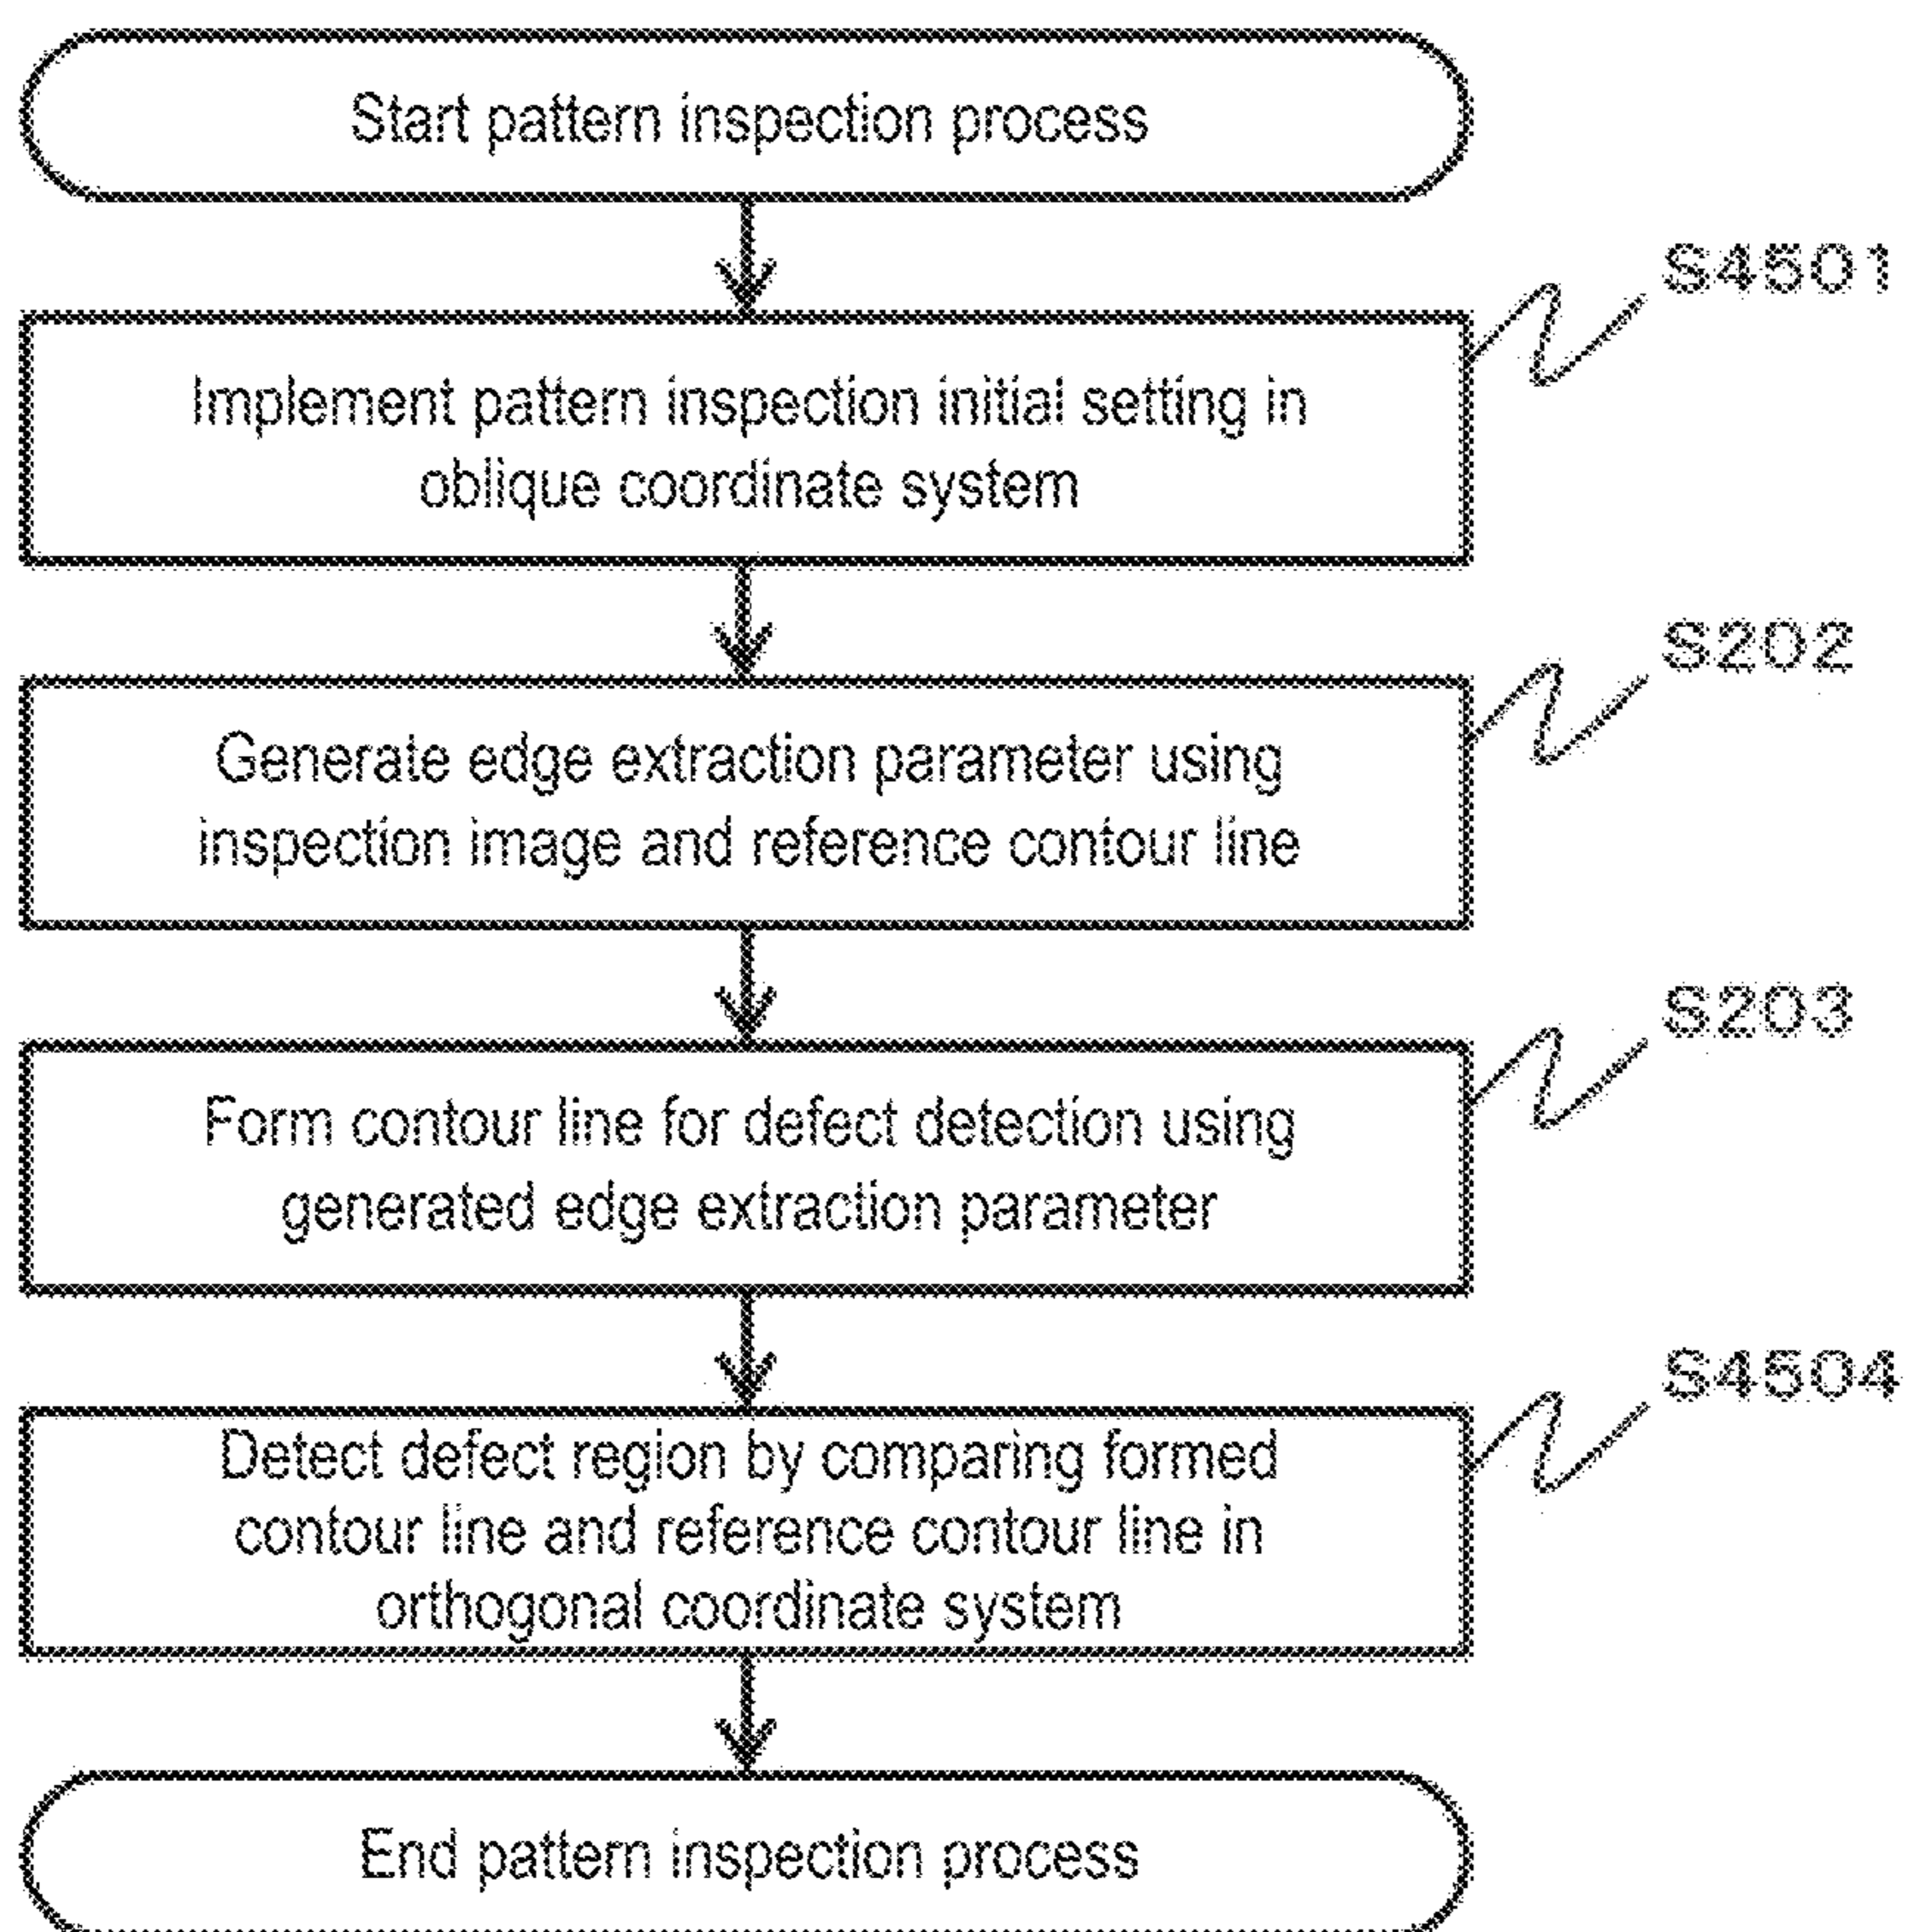 Start pattern inspection process
S4501
Implement pattern inspection initial setting in
oblique coordinate system
S202
Generate edge extraction parameter using
inspection image and reference contour line
S203
Form contour line for defect detection using
generated edge extraction parameter
S4504
Detect defect region by comparing formed
contour line and reference contour line in
orthogonal coordinate system
End pattern inspection process